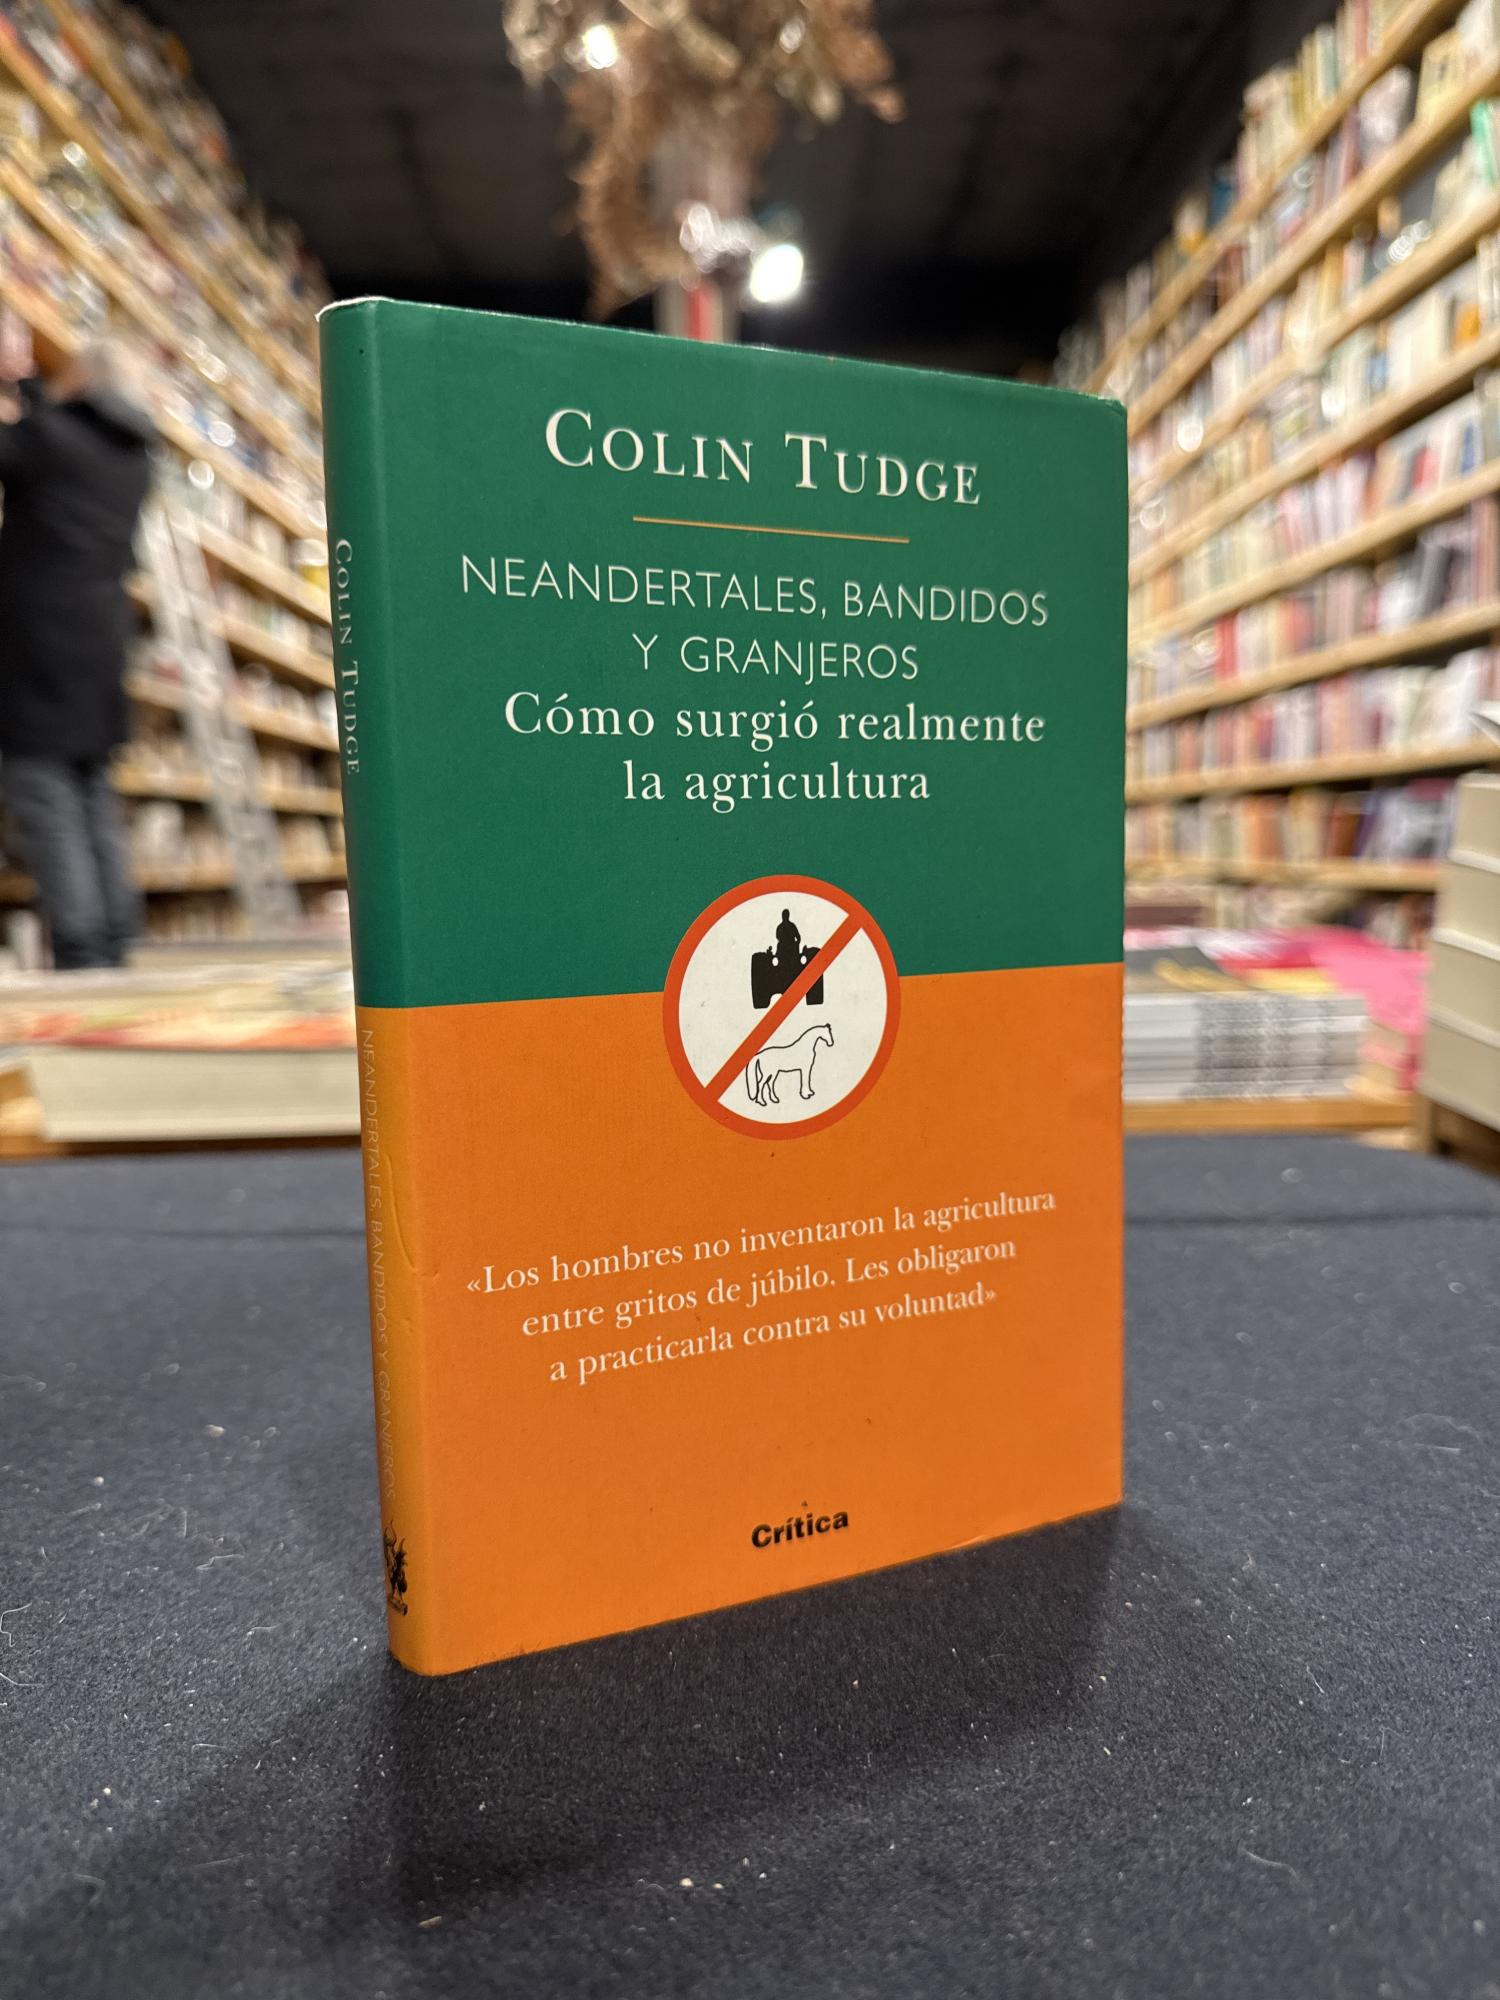 COLIN TUDGE
NEANDERTALES, BANDIDOS
Y GRANJEROS
Cómo surgió realmente
la agricultura
«Los hombres no inventaron la agricultura
entre gritos de júbilo. Les obligaron
a practicarla contra su voluntad»
Crítica
COLIN TUDGE
NEANDERTALES, BANDIDOS Y GRANJEROS